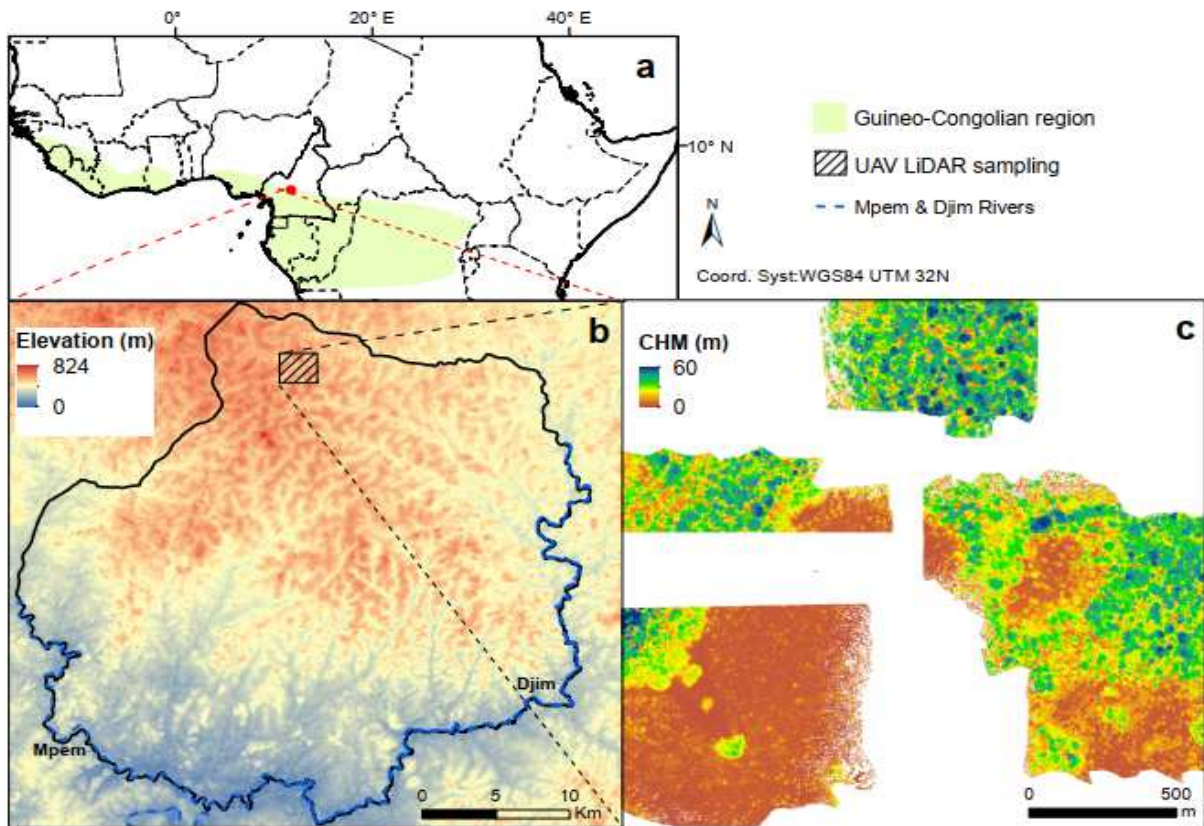 0° 20° E 40° E
a
10° N
Guineo-Congolian region
UAV LiDAR sampling
Mpem & Djim Rivers
N
Coord. Syst:WGS84 UTM 32N
Elevation (m)
824
0
b
Djim
Mpem
0 5 10
Km
CHM (m)
60
0
c
0 500
m